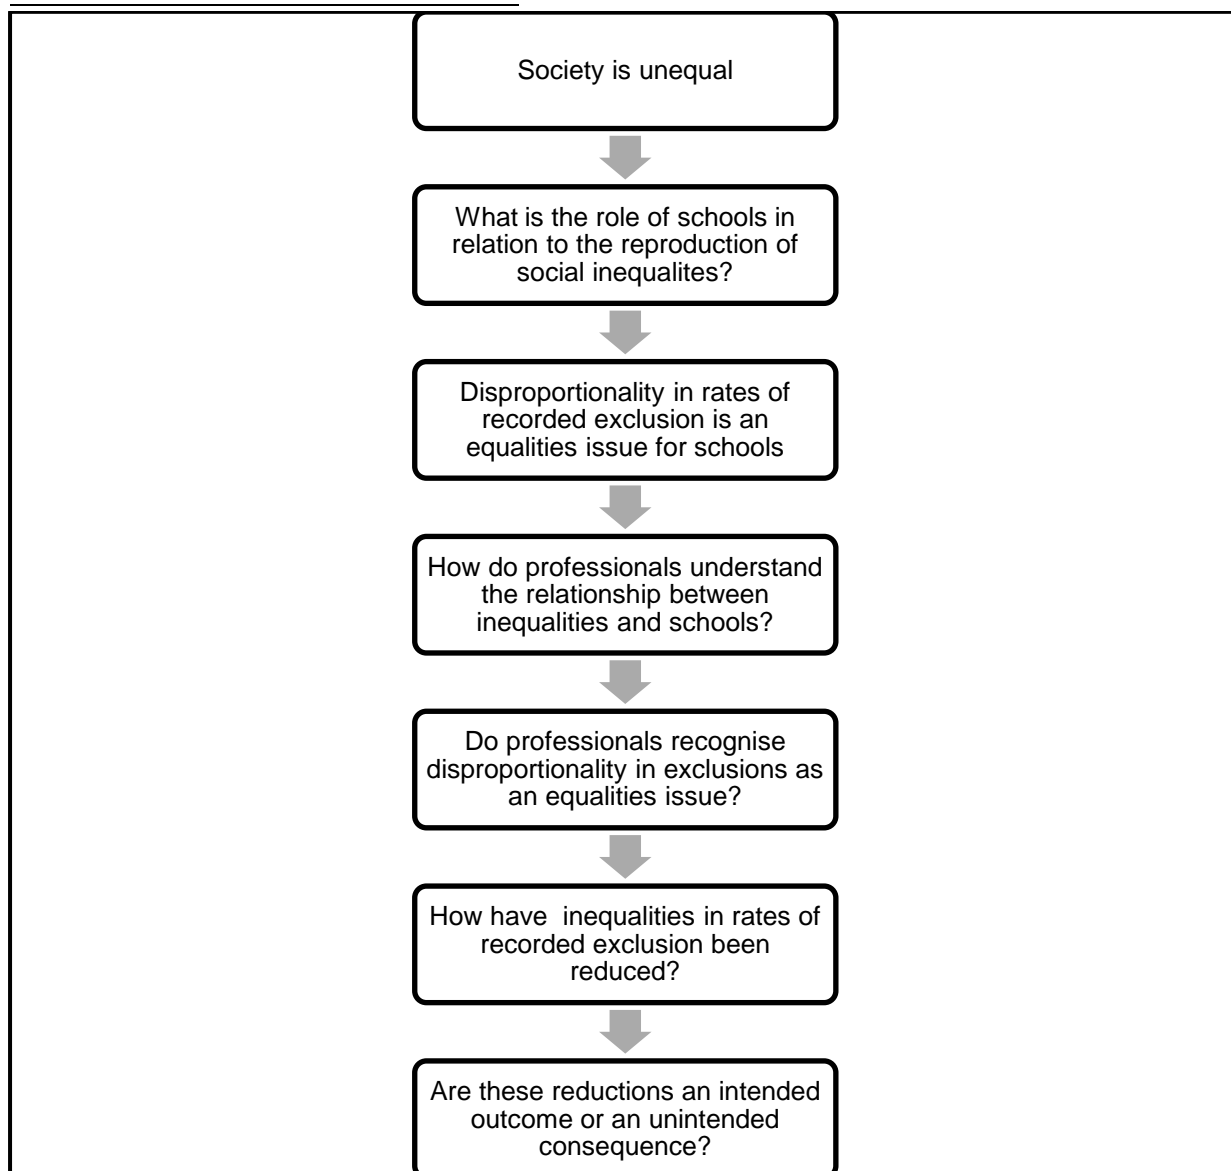 Society is unequal
What is the role of schools in
relation to the reproduction of
social inequalites?
Disproportionality in rates of
recorded exclusion is an
equalities issue for schools
How do professionals understand
the relationship between
inequalities and schools?
Do professionals recognise
disproportionality in exclusions as
an equalities issue?
How have  inequalities in rates of
recorded exclusion been
reduced?
Are these reductions an intended
outcome or an unintended
consequence?